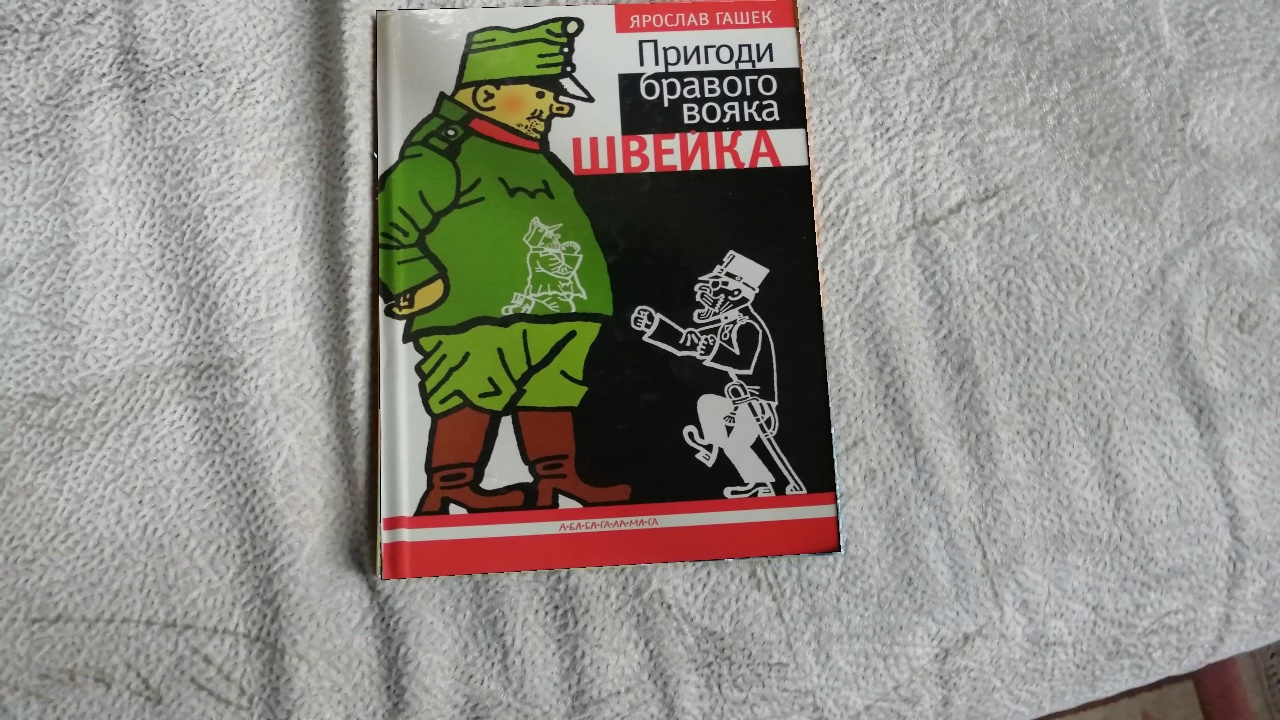 ЯРОСЛАВ ГАШЕК
Пригоди
бравого
вояка
ШВЕЙКА
А-БА-БА-ГА-ЛА-МА-ГА